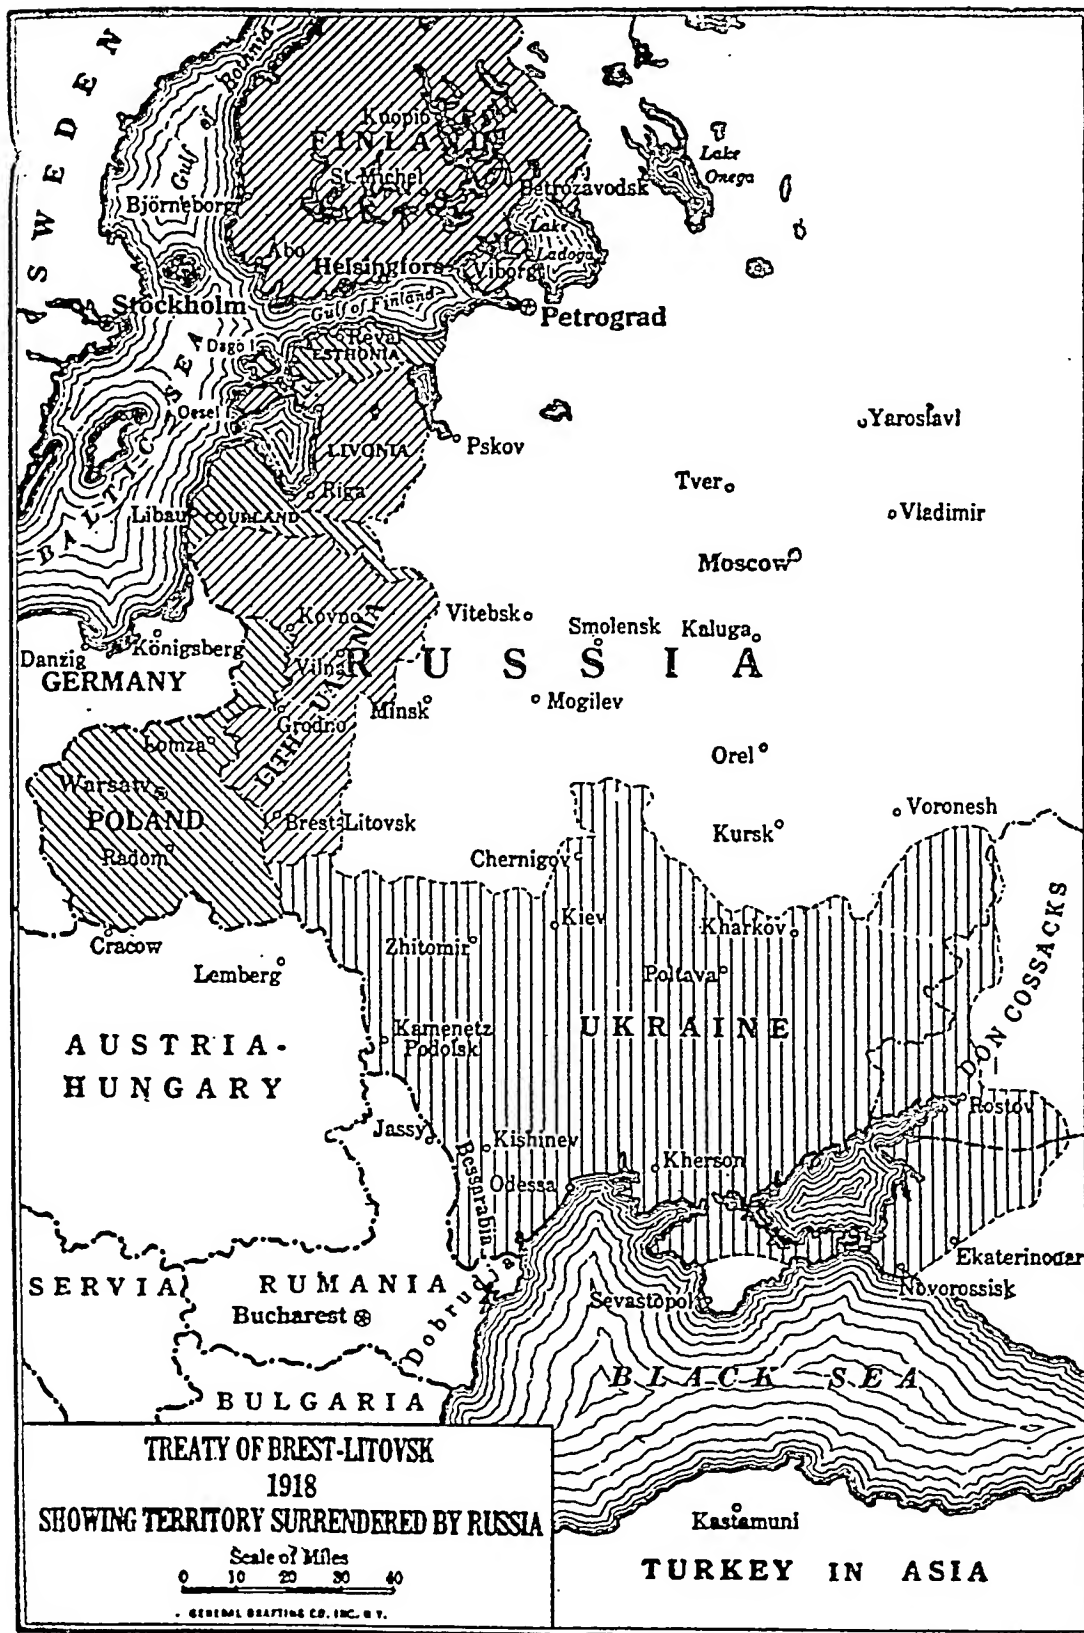 SWEDEN
Gulf of Bothnia
Kuopio
FINLAND
St. Michel
Björneborg
Petrozavodsk
Lake Onega
Lake Ladoga
Åbo
Helsingfors
Viborg
Stockholm
Gulf of Finland
Petrograd
Reval
Dagö I.
ESTHONIA
BALTIC SEA
Oesel I.
Yaroslavl
LIVONIA
Pskov
Tver
Riga
Libau
COURLAND
Vladimir
Moscow
Kovno
Vitebsk
Smolensk
Kaluga
Danzig
Königsberg
Vilna
RUSSIA
GERMANY
LITHUANIA
Minsk
Mogilev
Grodno
Lomza
Orel
Warsaw
POLAND
Brest-Litovsk
Voronesh
Kursk
Radom
Chernigov
Kiev
Kharkov
Cracow
Zhitomir
Lemberg
Poltava
DON COSSACKS
UKRAINE
AUSTRIA-
HUNGARY
Kamenetz
Podolsk
Rostov
Jassy
Kishinev
Bessarabia
Kherson
Odessa
Ekaterinodar
SERVIA
RUMANIA
Novorossisk
Sevastopol
Bucharest
Dobrudja
BLACK SEA
BULGARIA
TREATY OF BREST-LITOVSK
1918
SHOWING TERRITORY SURRENDERED BY RUSSIA
Scale of Miles
0 10 20 30 40
GENERAL DRAFTING CO. INC. N.Y.
Kastamuni
TURKEY IN ASIA